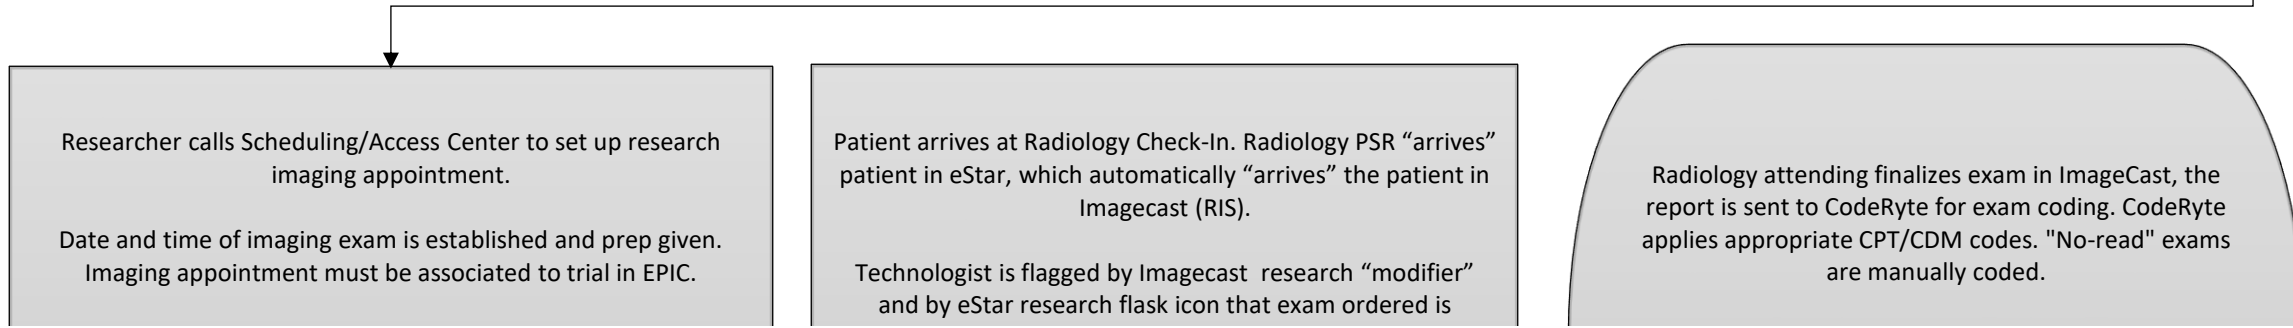 Researcher calls Scheduling/Access Center to set up research
imaging appointment.
Date and time of imaging exam is established and prep given.
Imaging appointment must be associated to trial in EPIC.
Patient arrives at Radiology Check-In. Radiology PSR “arrives”
patient in eStar, which automatically “arrives” the patient in
Imagecast (RIS).
Technologist is flagged by Imagecast  research “modifier”
and by eStar research flask icon that exam ordered is
Radiology attending finalizes exam in ImageCast, the
report is sent to CodeRyte for exam coding. CodeRyte
applies appropriate CPT/CDM codes. "No-read" exams
are manually coded.